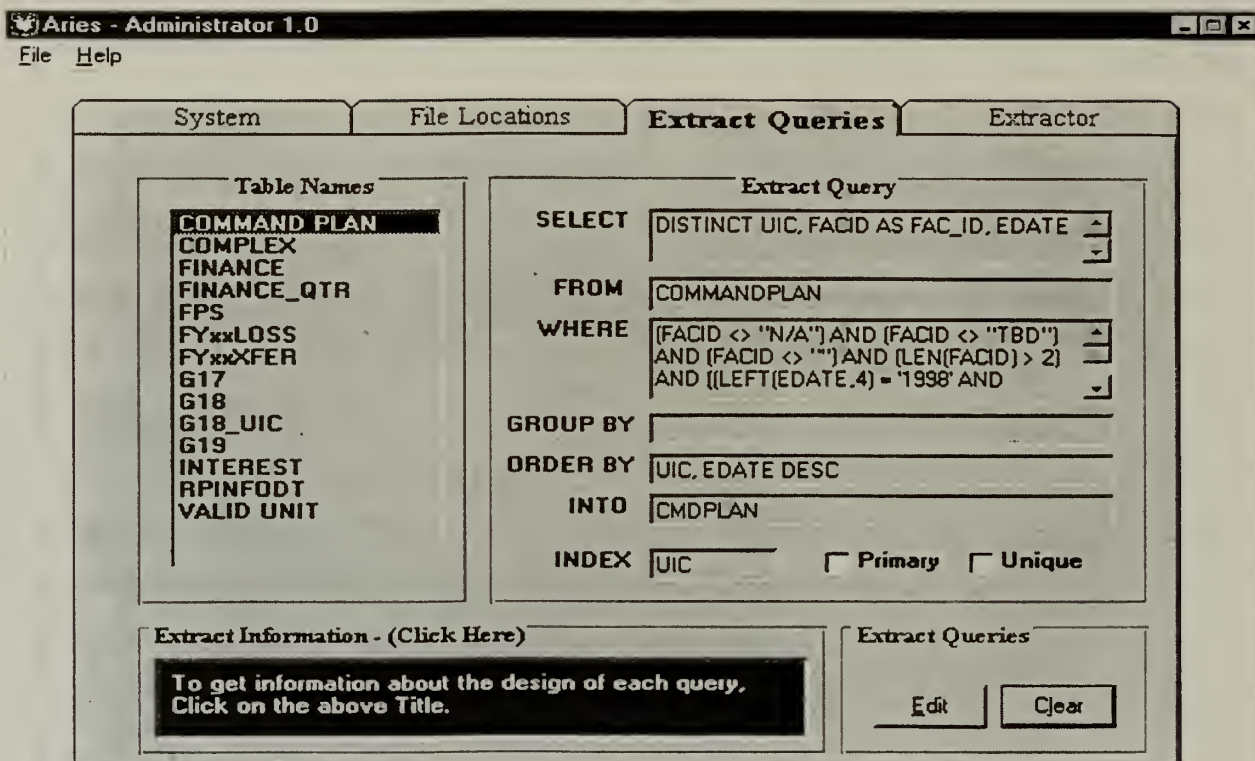 Aries - Administrator 1.0
File Help
System File Locations Extract Queries Extractor
Table Names
COMMAND PLAN
COMPLEX
FINANCE
FINANCE_QTR
FPS
FYxxLOSS
FYxxXFER
G17
G18
G18_UIC
G19
INTEREST
RPINFODT
VALID UNIT
Extract Query
SELECT DISTINCT UIC, FACID AS FAC_ID, EDATE
FROM COMMANDPLAN
WHERE (FACID <> "N/A") AND (FACID <> "TBD")
AND (FACID <> "") AND (LEN(FACID) > 2)
AND ((LEFT(EDATE,4) = '1998' AND
GROUP BY
ORDER BY UIC, EDATE DESC
INTO CMDPLAN
INDEX UIC Primary Unique
Extract Information - (Click Here)
To get information about the design of each query,
Click on the above Title.
Extract Queries
Edit Clear